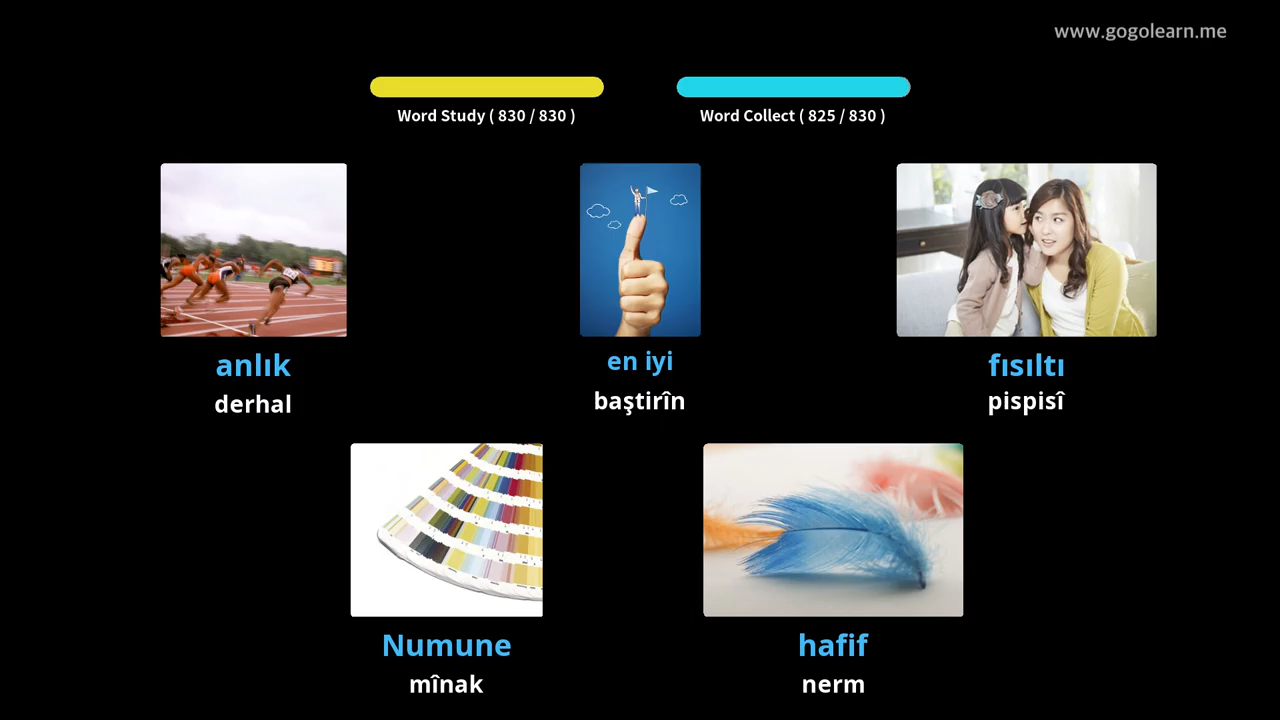 www.gogolearn.me
Word Study ( 830 / 830 )
Word Collect ( 825 / 830 )
anlık
derhal
en iyi
baştirîn
fısıltı
pispisî
Numune
mînak
hafif
nerm